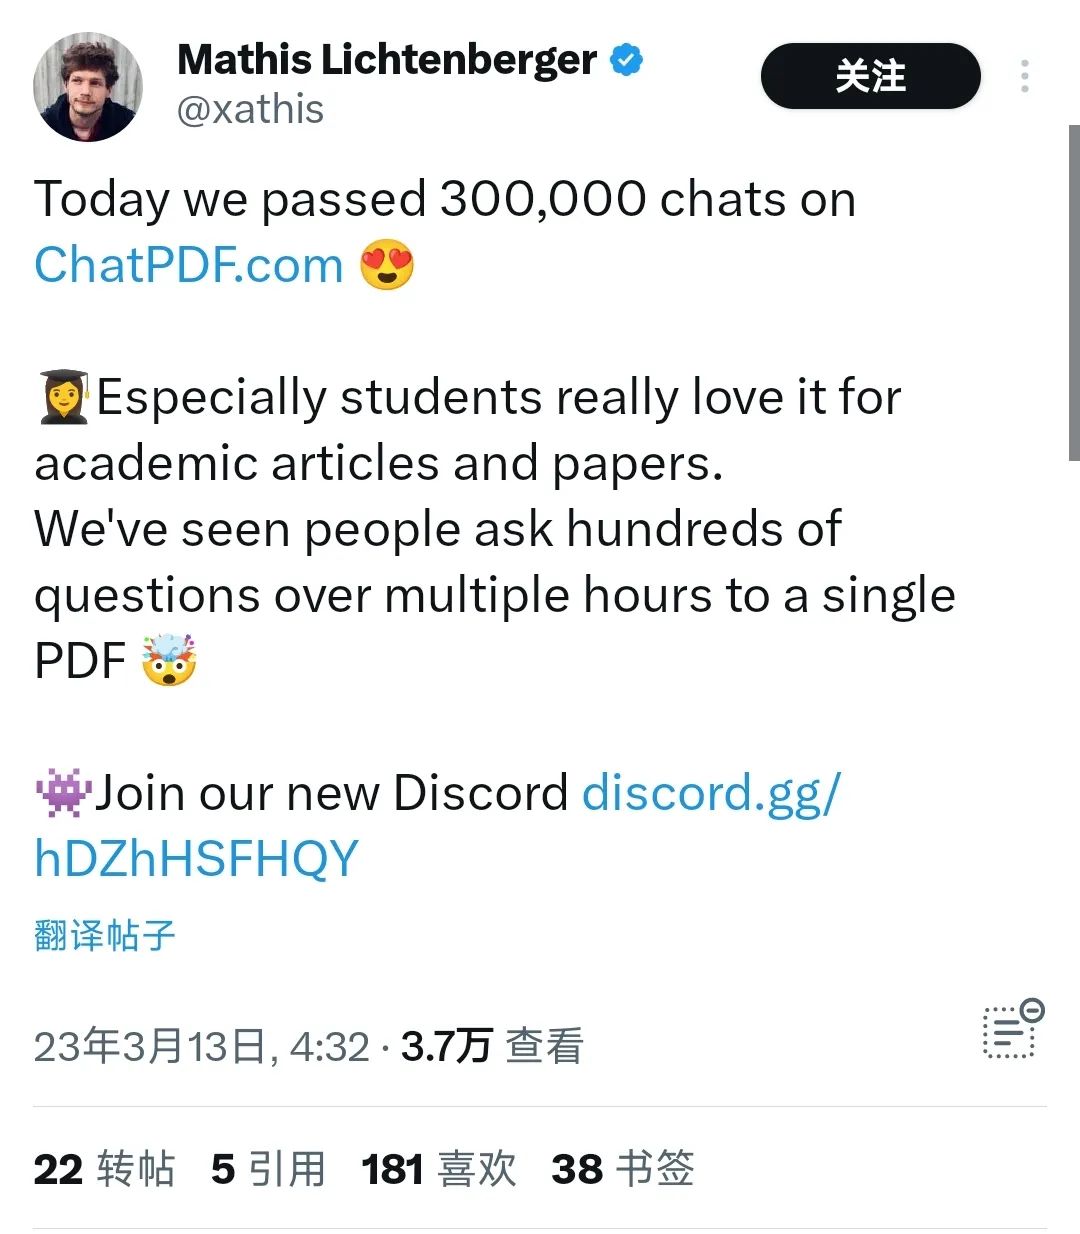 Mathis Lichtenberger
关注
@xathis
Today we passed 300,000 chats on
ChatPDF.com 😍
👩‍🎓Especially students really love it for
academic articles and papers.
We've seen people ask hundreds of
questions over multiple hours to a single
PDF 🤯
👾Join our new Discord discord.gg/
hDZhHSFHQY
翻译帖子
23年3月13日, 4:32 · 3.7万 查看
22 转帖 5 引用 181 喜欢 38 书签